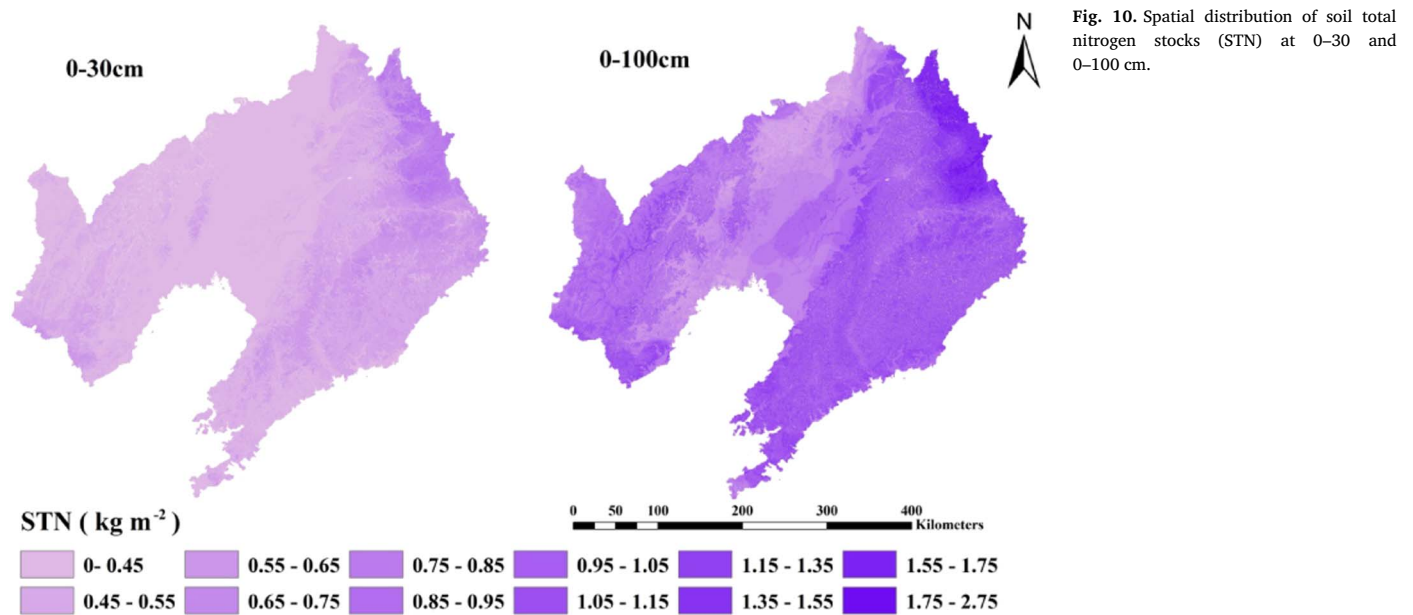 0-30cm
0-100cm
N
Fig. 10. Spatial distribution of soil total
nitrogen stocks (STN) at 0–30 and
0–100 cm.
STN ( kg m⁻² )
0 50 100 200 300 400
Kilometers
0- 0.45 0.55 - 0.65 0.75 - 0.85 0.95 - 1.05 1.15 - 1.35 1.55 - 1.75
0.45 - 0.55 0.65 - 0.75 0.85 - 0.95 1.05 - 1.15 1.35 - 1.55 1.75 - 2.75